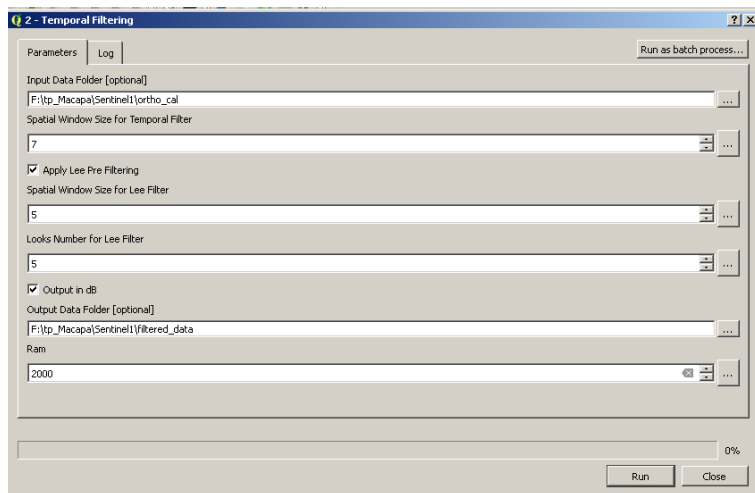 2 - Temporal Filtering
Parameters
Log
Run as batch process...
Input Data Folder [optional]
F:\tp_Macapa\Sentinel1\ortho_cal
...
Spatial Window Size for Temporal Filter
7
...
Apply Lee Pre Filtering
Spatial Window Size for Lee Filter
5
...
Looks Number for Lee Filter
5
...
Output in dB
Output Data Folder [optional]
F:\tp_Macapa\Sentinel1\filtered_data
...
Ram
2000
...
0%
Run
Close